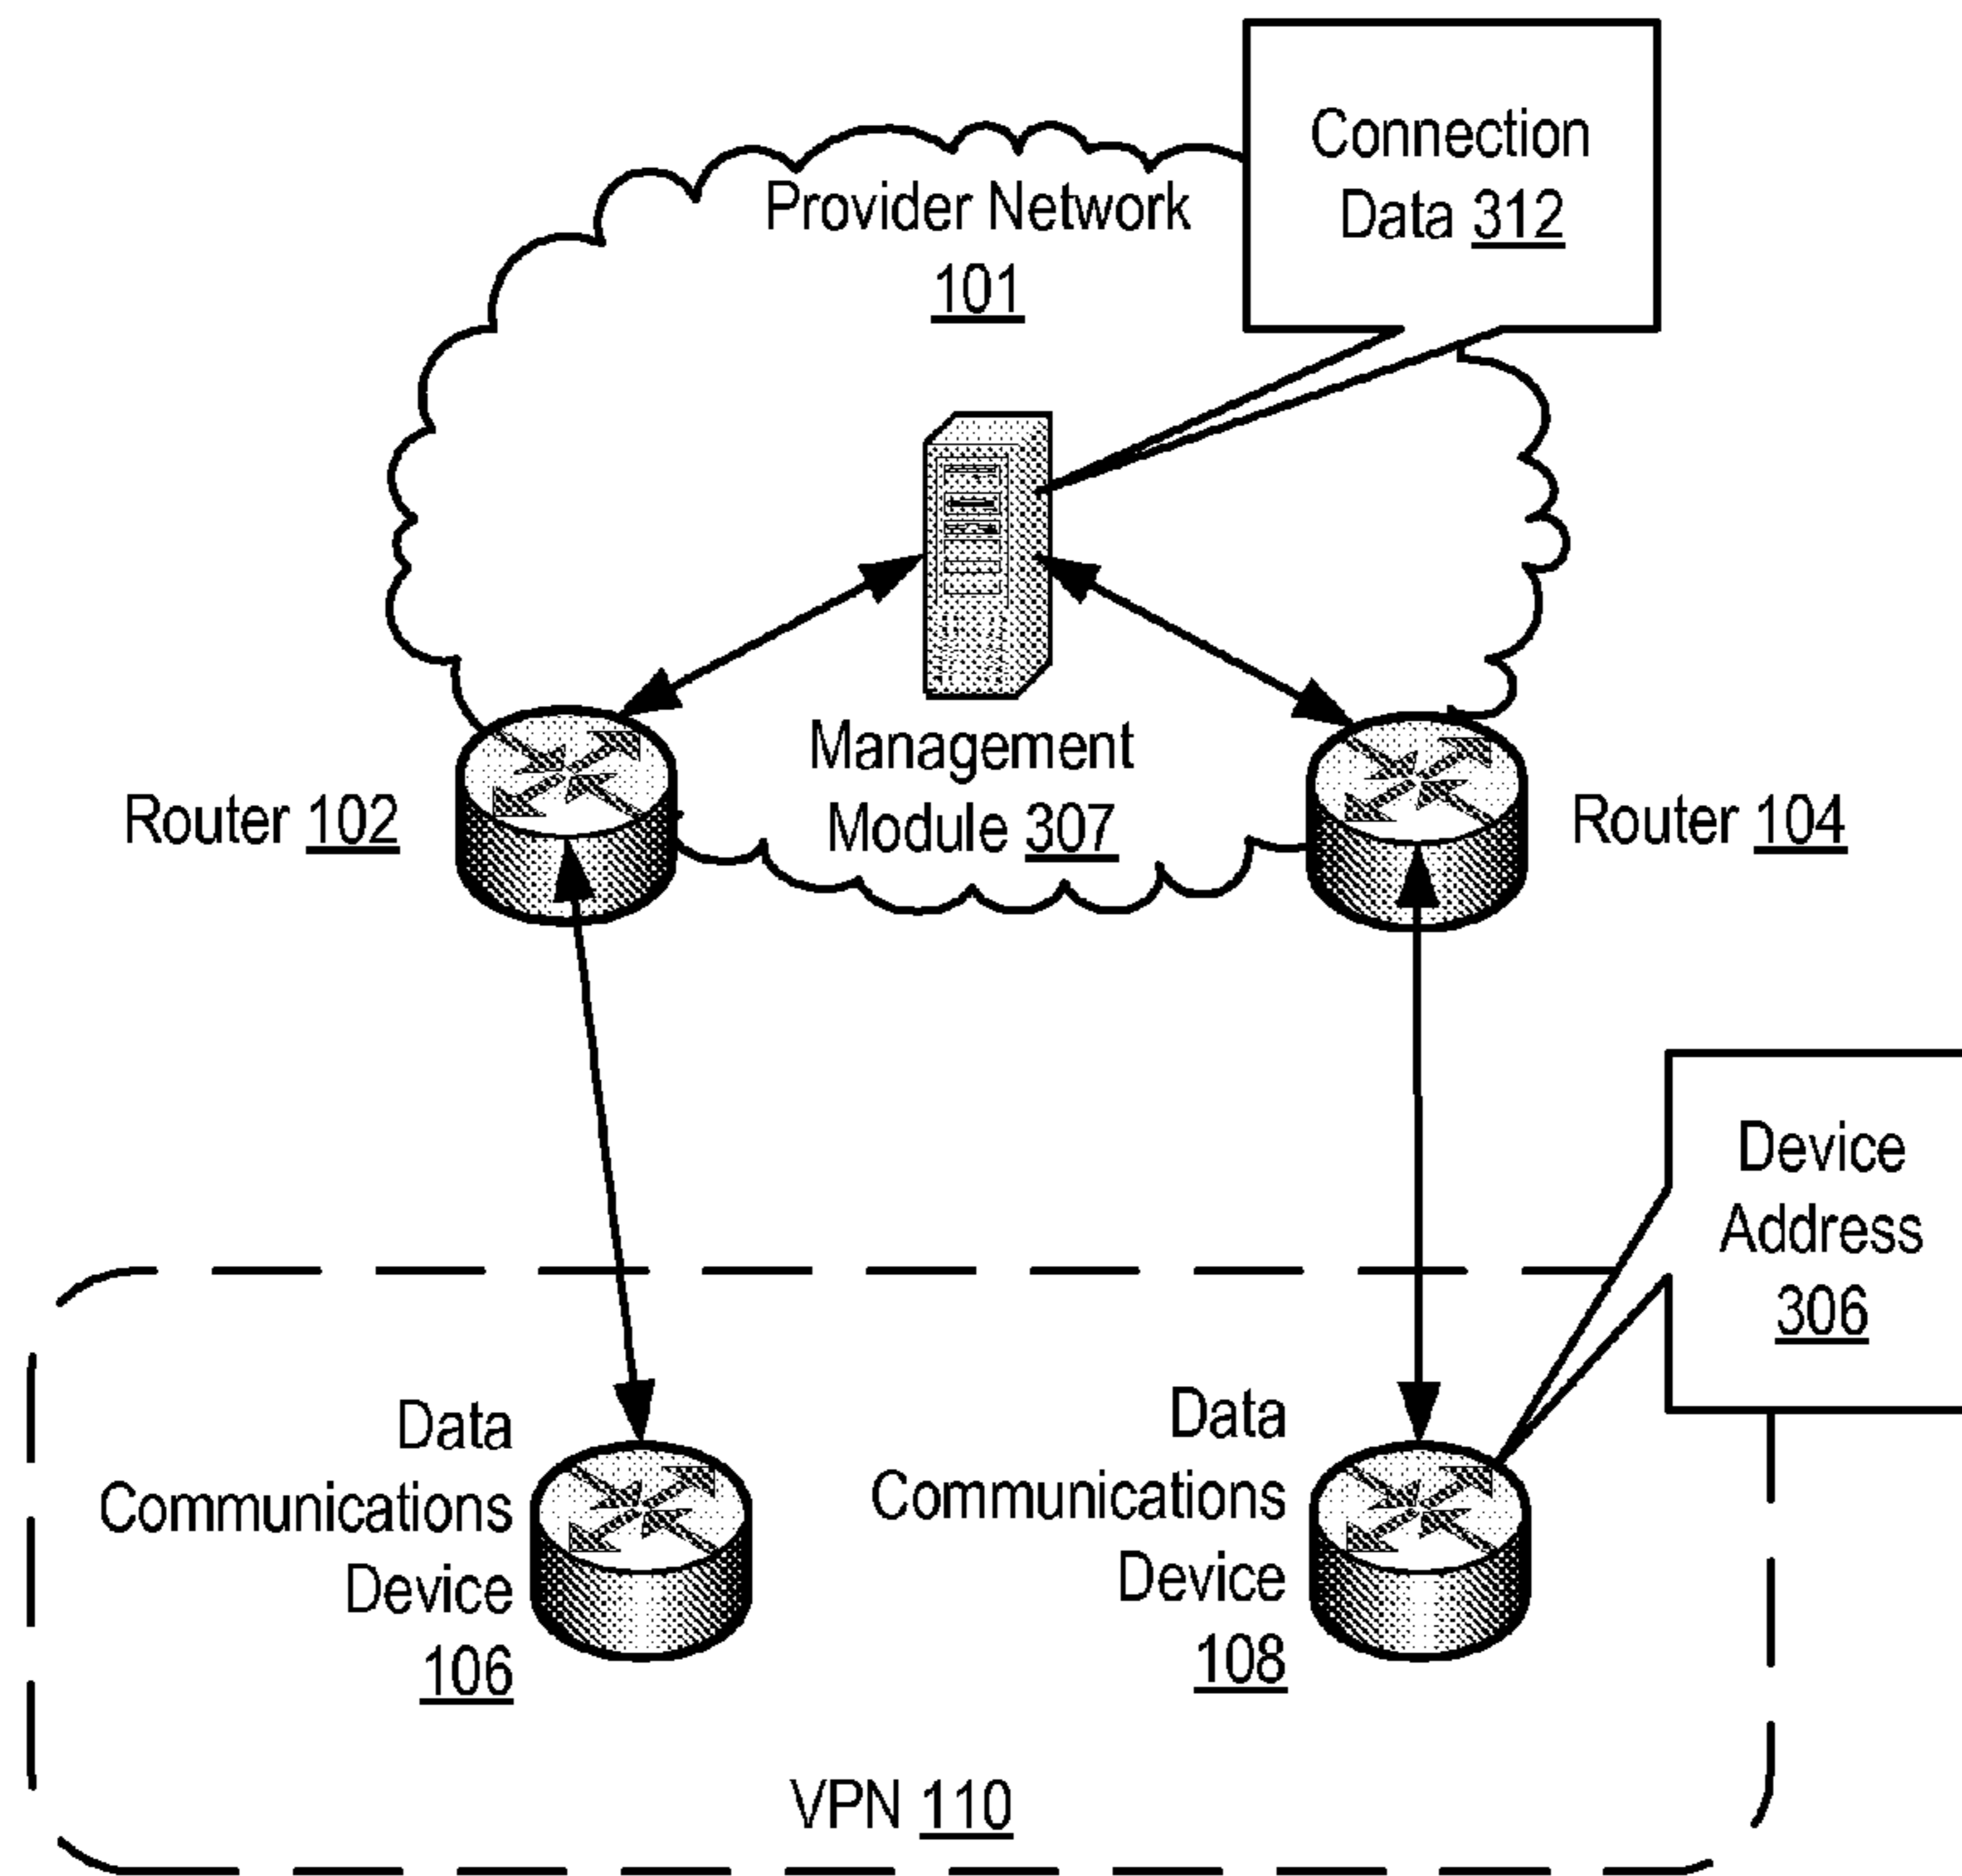 Connection
Data 312
Provider Network
101
Management
Module 307
Router 102
Router 104
Device
Address
306
Data
Communications
Device
106
Data
Communications
Device
108
VPN 110